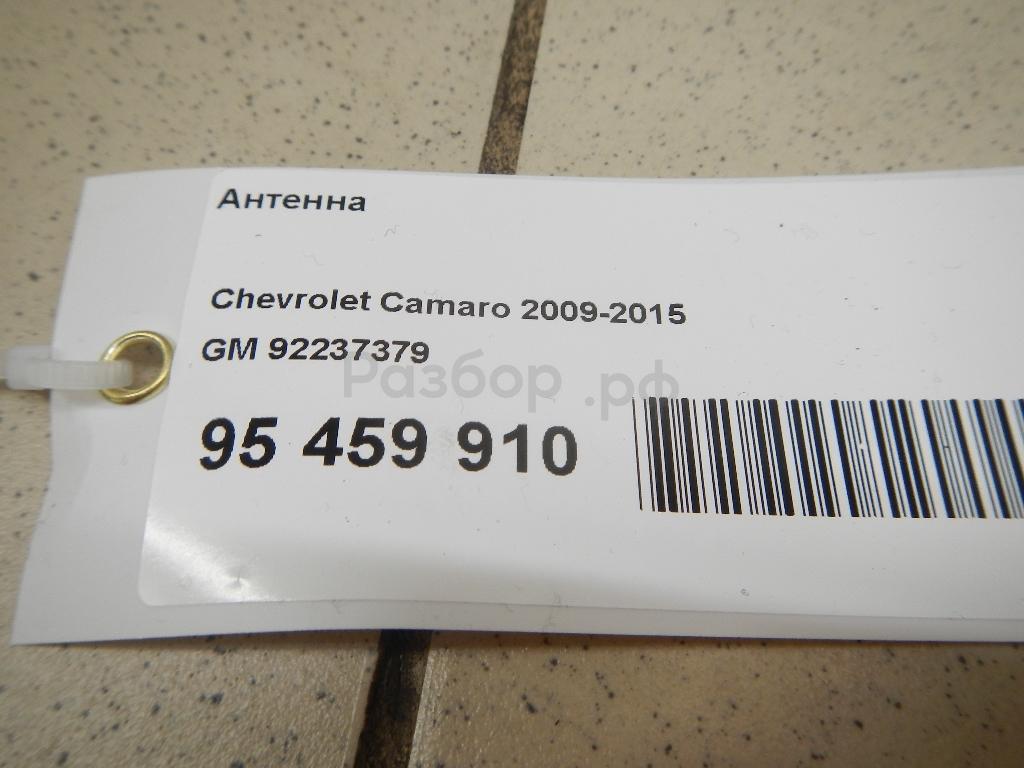 Антенна
Chevrolet Camaro 2009-2015
GM 92237379
Разбор.рф
95 459 910